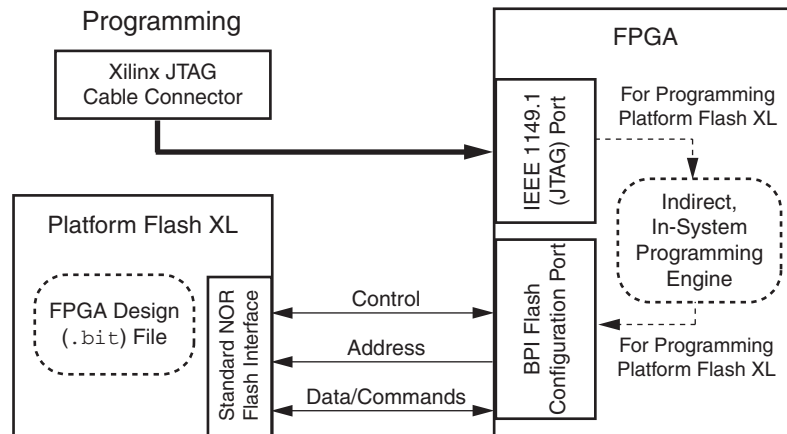 Programming
Xilinx JTAG
Cable Connector
FPGA
IEEE 1149.1
(JTAG) Port
For Programming
Platform Flash XL
Indirect,
In-System
Programming
Engine
For Programming
Platform Flash XL
BPI Flash
Configuration Port
Platform Flash XL
FPGA Design
(.bit) File
Standard NOR
Flash Interface
Control
Address
Data/Commands